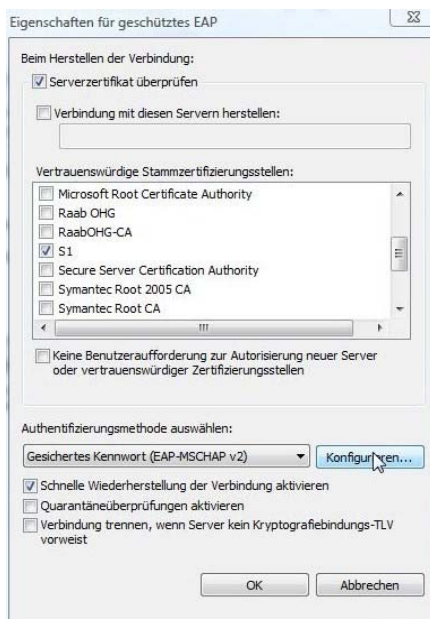 Eigenschaften für geschütztes EAP
Beim Herstellen der Verbindung:
Serverzertifikat überprüfen
Verbindung mit diesen Servern herstellen:
Vertrauenswürdige Stammzertifizierungsstellen:
Microsoft Root Certificate Authority
Raab OHG
RaabOHG-CA
S1
Secure Server Certification Authority
Symantec Root 2005 CA
Symantec Root CA
Keine Benutzeraufforderung zur Autorisierung neuer Server
oder vertrauenswürdiger Zertifizierungsstellen
Authentifizierungsmethode auswählen:
Gesichertes Kennwort (EAP-MSCHAP v2)
Konfigurieren...
Schnelle Wiederherstellung der Verbindung aktivieren
Quarantäneüberprüfungen aktivieren
Verbindung trennen, wenn Server kein Kryptografiebindungs-TLV
vorweist
OK
Abbrechen